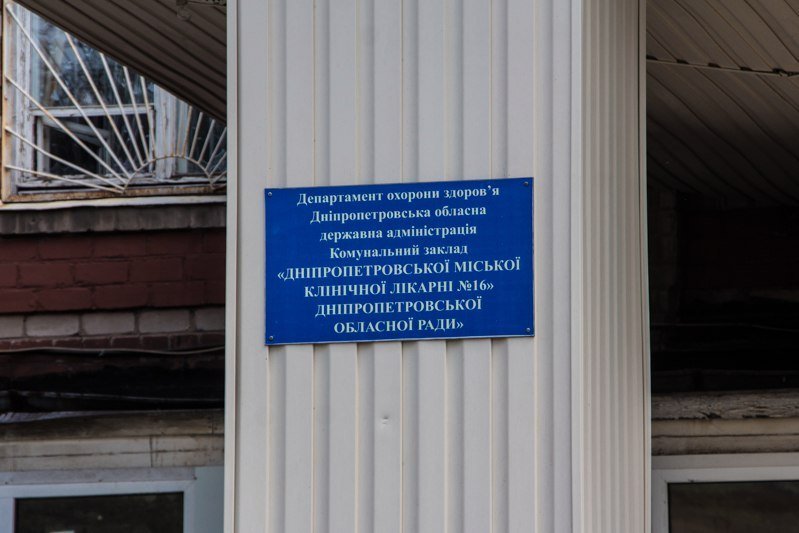 Департамент охорони здоров’я
Дніпропетровська обласна
державна адміністрація
Комунальний заклад
«ДНІПРОПЕТРОВСЬКОЇ МІСЬКОЇ
КЛІНІЧНОЇ ЛІКАРНІ №16»
ДНІПРОПЕТРОВСЬКОЇ
ОБЛАСНОЇ РАДИ»